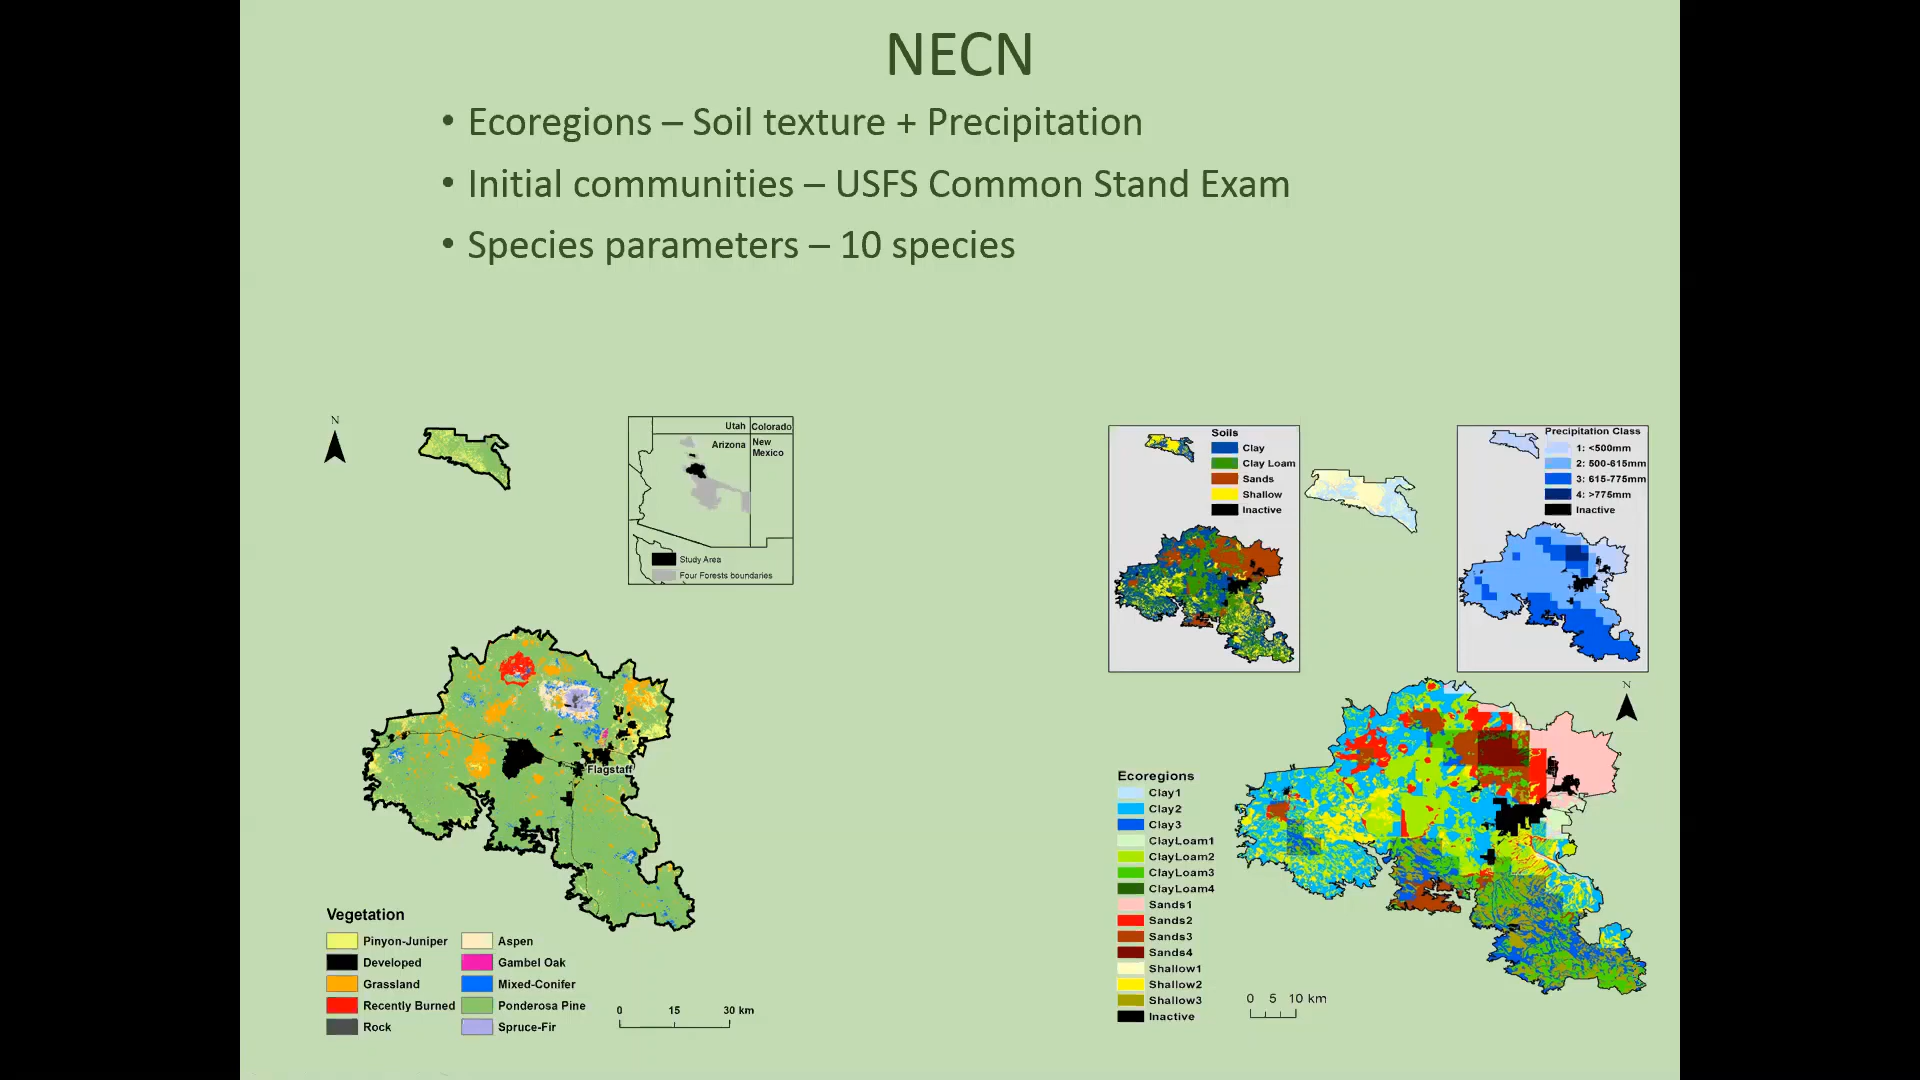 NECN
• Ecoregions – Soil texture + Precipitation
• Initial communities – USFS Common Stand Exam
• Species parameters – 10 species
N
Utah
Colorado
Arizona
New
Mexico
Study Area
Four Forests boundaries
Flagstaff
Vegetation
Pinyon-Juniper
Developed
Grassland
Recently Burned
Rock
Aspen
Gambel Oak
Mixed-Conifer
Ponderosa Pine
Spruce-Fir
0 15 30 km
Soils
Clay
Clay Loam
Sands
Shallow
Inactive
Precipitation Class
1: <500mm
2: 500-615mm
3: 615-775mm
4: >775mm
Inactive
N
Ecoregions
Clay1
Clay2
Clay3
ClayLoam1
ClayLoam2
ClayLoam3
ClayLoam4
Sands1
Sands2
Sands3
Sands4
Shallow1
Shallow2
Shallow3
Inactive
0 5 10 km